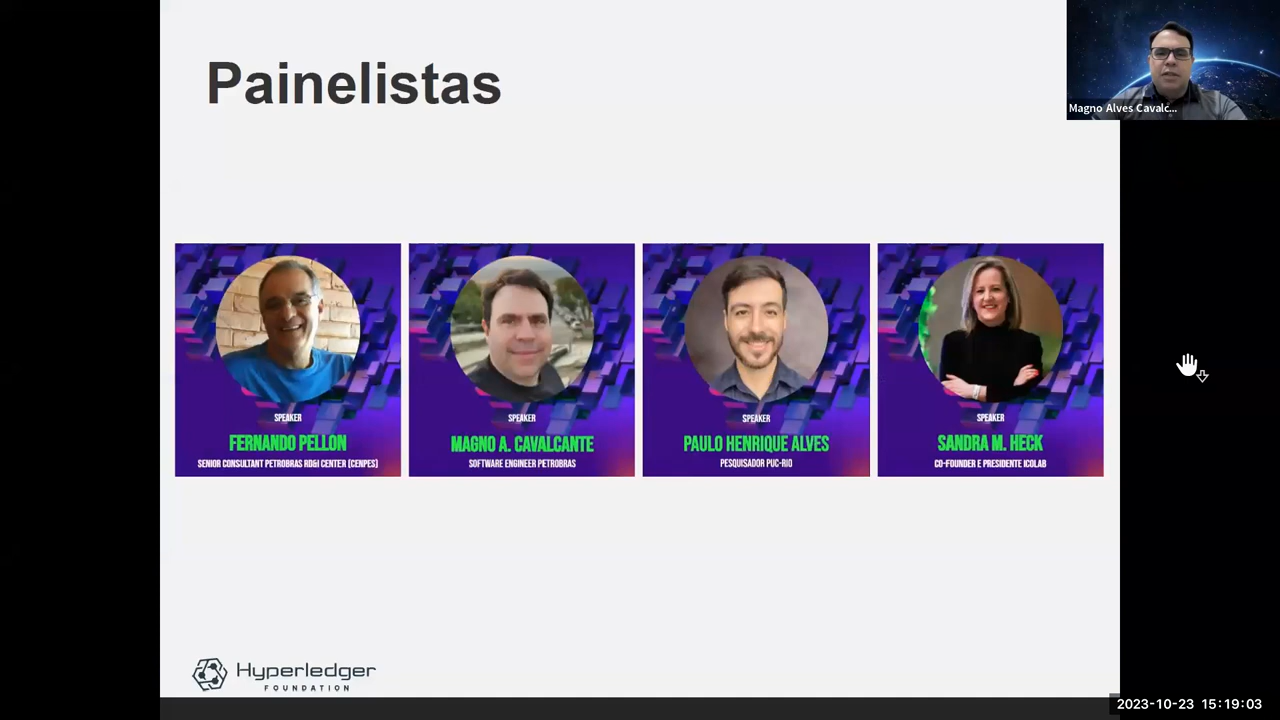 Painelistas
Magno Alves Cavalc...
SPEAKER
FERNANDO PELLON
SENIOR CONSULTANT PETROBRAS RD&I CENTER (CENPES)
SPEAKER
MAGNO A. CAVALCANTE
SOFTWARE ENGINEER PETROBRAS
SPEAKER
PAULO HENRIQUE ALVES
PESQUISADOR PUC-RIO
SPEAKER
SANDRA M. HECK
CO-FOUNDER E PRESIDENTE ICOLAB
Hyperledger
FOUNDATION
2023-10-23 15:19:03